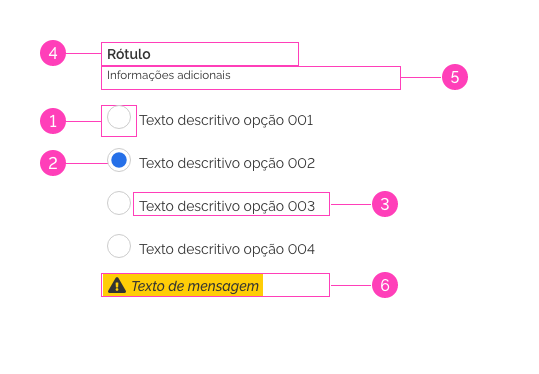 4
Rótulo
Informações adicionais
5
1
Texto descritivo opção 001
2
Texto descritivo opção 002
Texto descritivo opção 003
3
Texto descritivo opção 004
Texto de mensagem
6